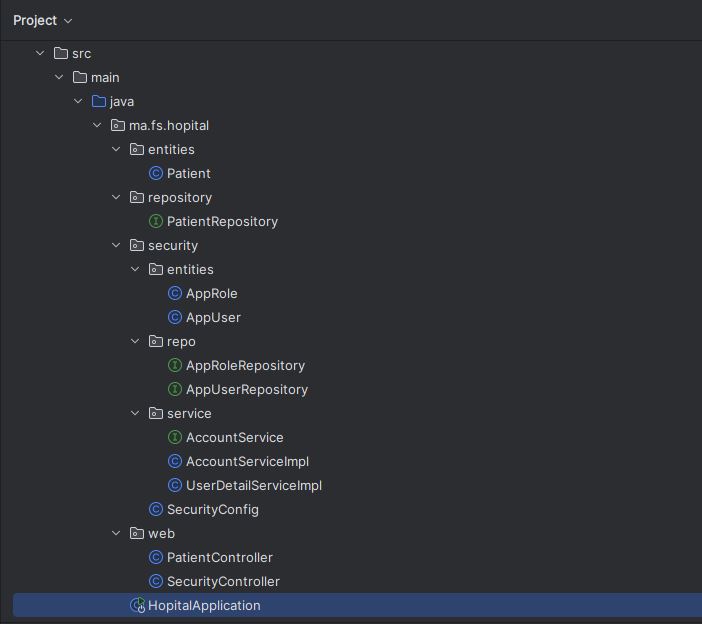 Project
src
main
java
ma.fs.hopital
entities
Patient
repository
PatientRepository
security
entities
AppRole
AppUser
repo
AppRoleRepository
AppUserRepository
service
AccountService
AccountServiceImpl
UserDetailServiceImpl
SecurityConfig
web
PatientController
SecurityController
HopitalApplication